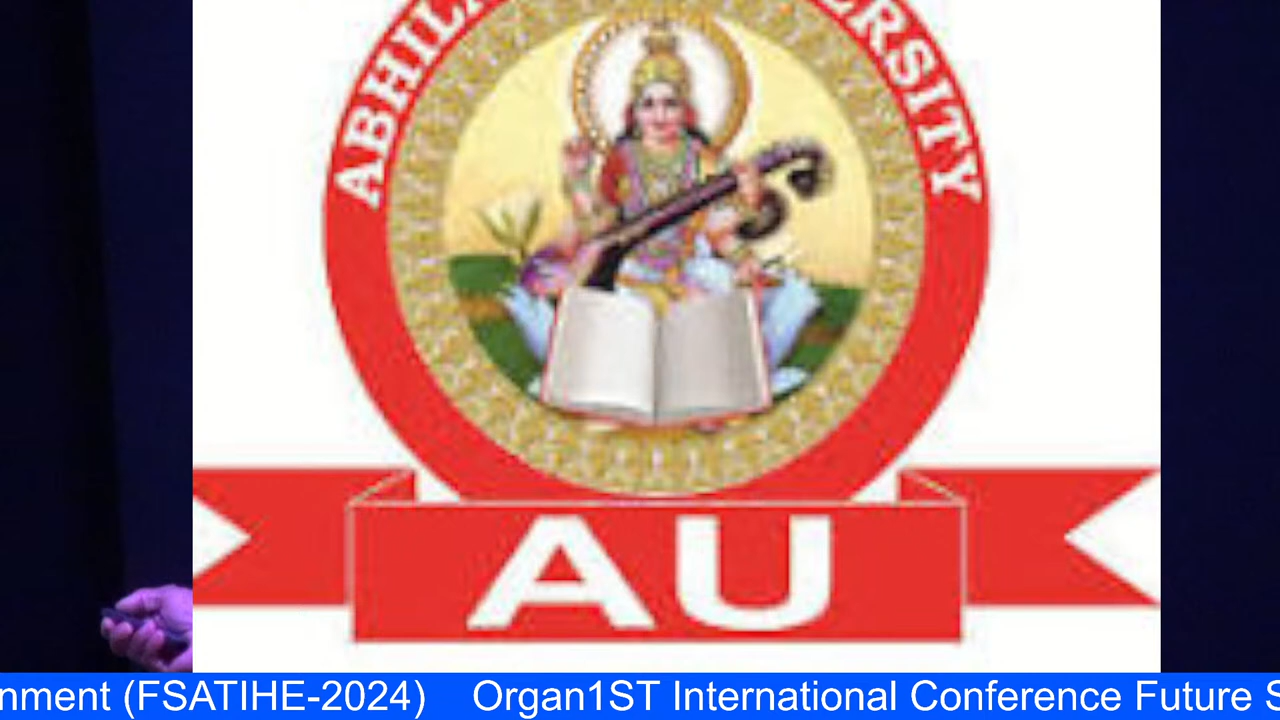 ABHIL ERSITY
AU
nment (FSATIHE-2024) Organ1ST International Conference Future S